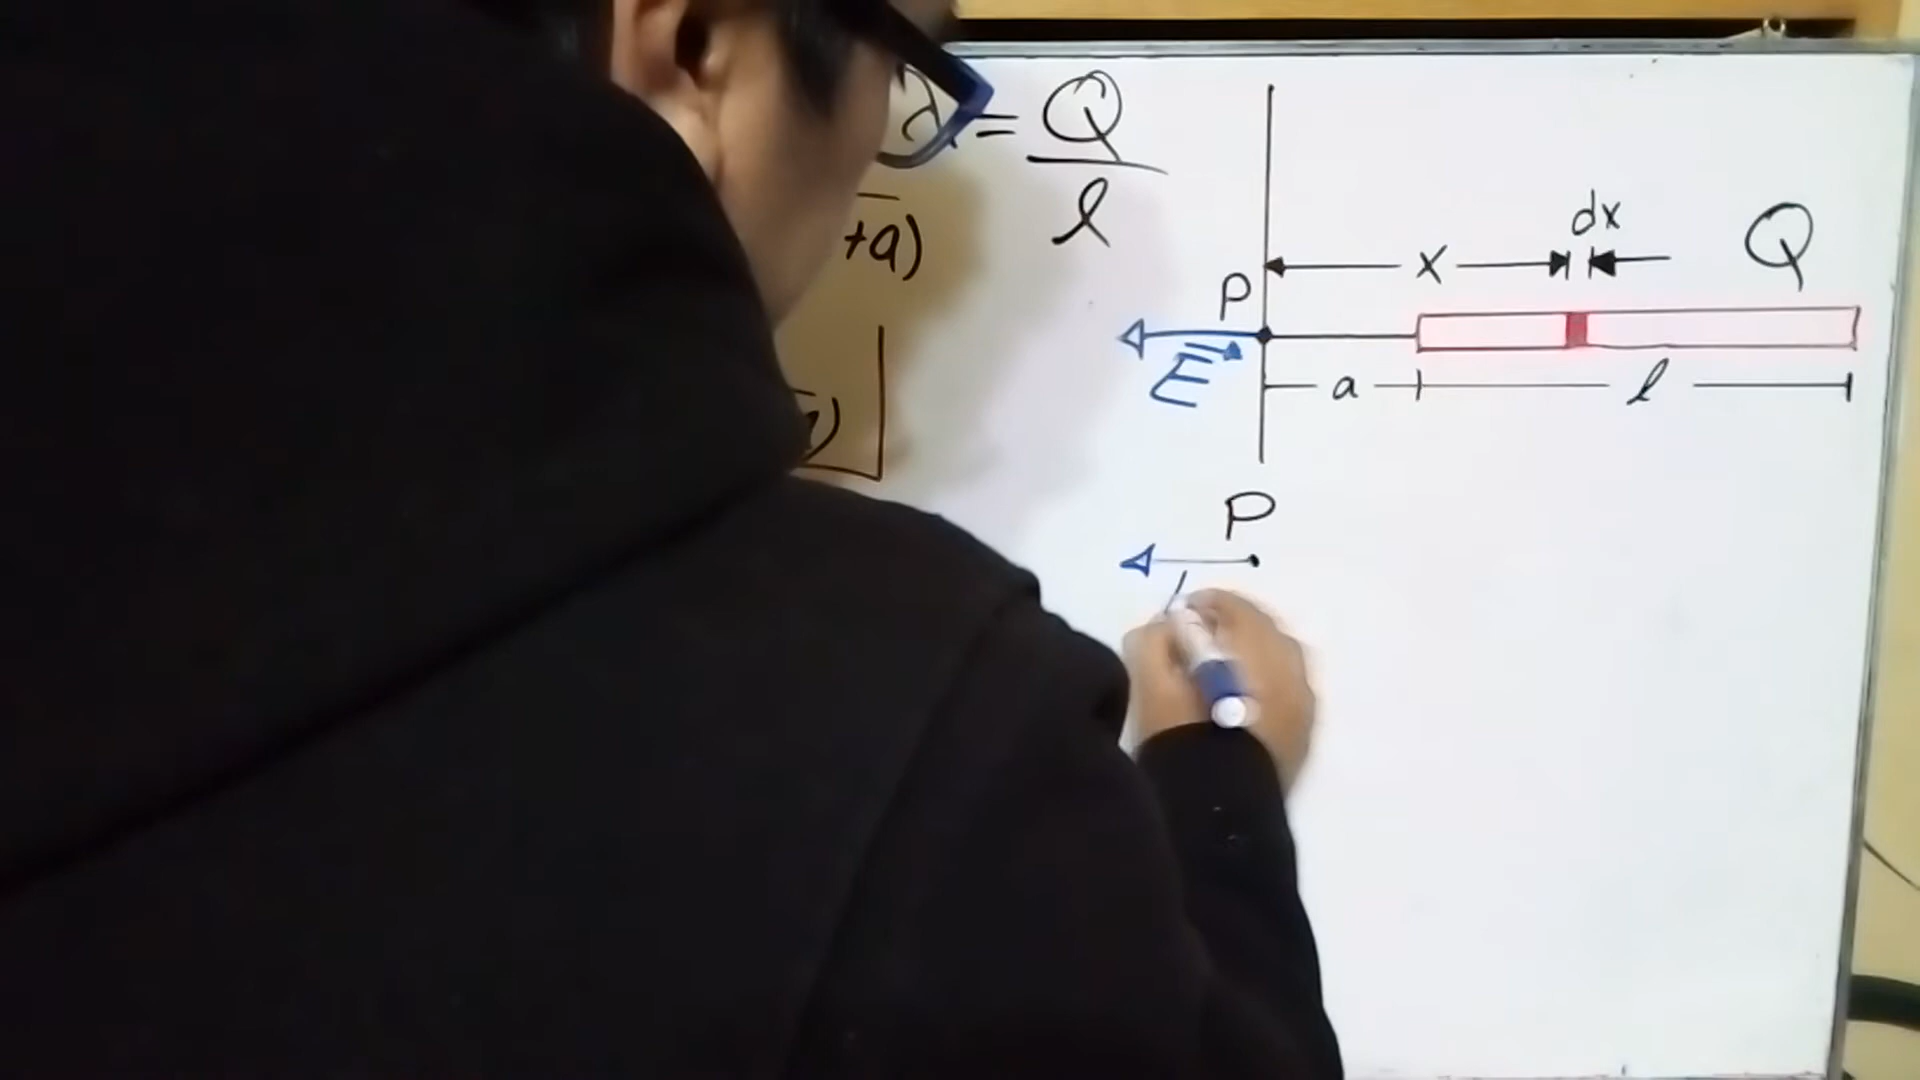 λ = Q
l
+a)
)
dx
x
Q
P
E
a
l
P